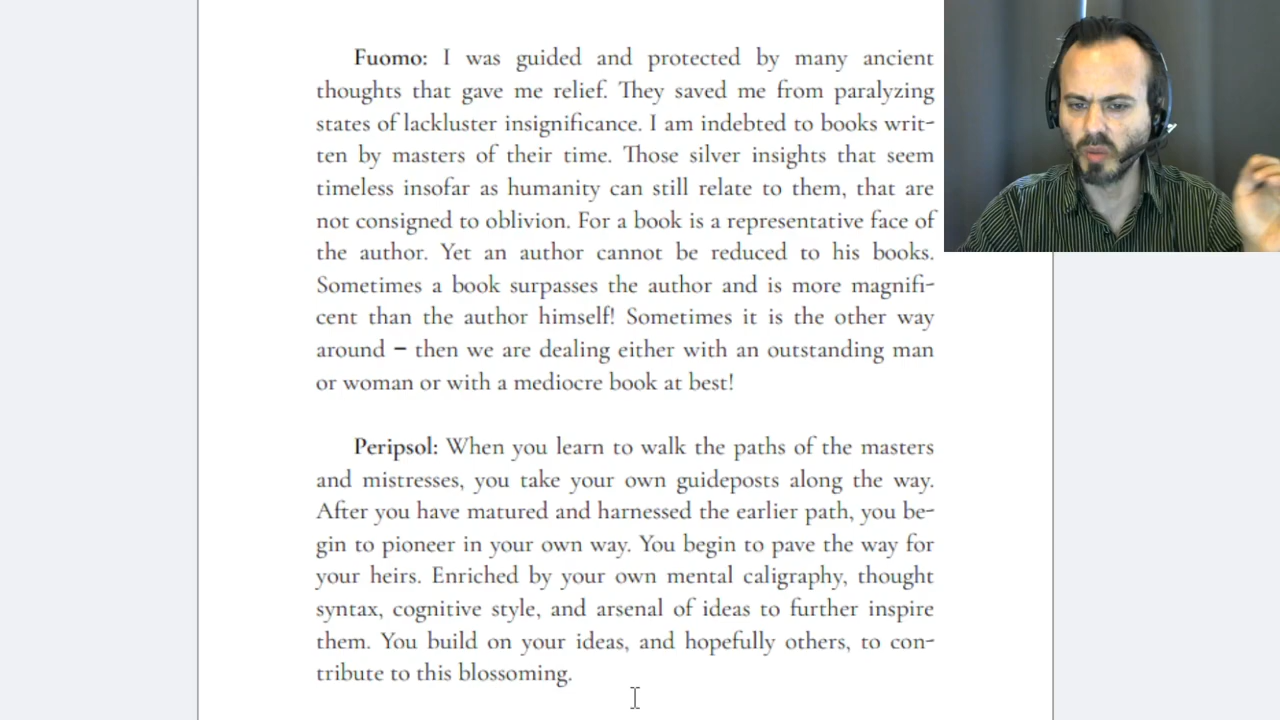 Fuomo: I was guided and protected by many ancient
thoughts that gave me relief. They saved me from paralyzing
states of lackluster insignificance. I am indebted to books writ-
ten by masters of their time. Those silver insights that seem
timeless insofar as humanity can still relate to them, that are
not consigned to oblivion. For a book is a representative face of
the author. Yet an author cannot be reduced to his books.
Sometimes a book surpasses the author and is more magnifi-
cent than the author himself! Sometimes it is the other way
around – then we are dealing either with an outstanding man
or woman or with a mediocre book at best!
Peripsol: When you learn to walk the paths of the masters
and mistresses, you take your own guideposts along the way.
After you have matured and harnessed the earlier path, you be-
gin to pioneer in your own way. You begin to pave the way for
your heirs. Enriched by your own mental caligraphy, thought
syntax, cognitive style, and arsenal of ideas to further inspire
them. You build on your ideas, and hopefully others, to con-
tribute to this blossoming.